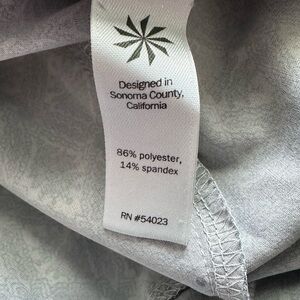 Designed in
Sonoma County,
California
86% polyester,
14% spandex
RN #54023